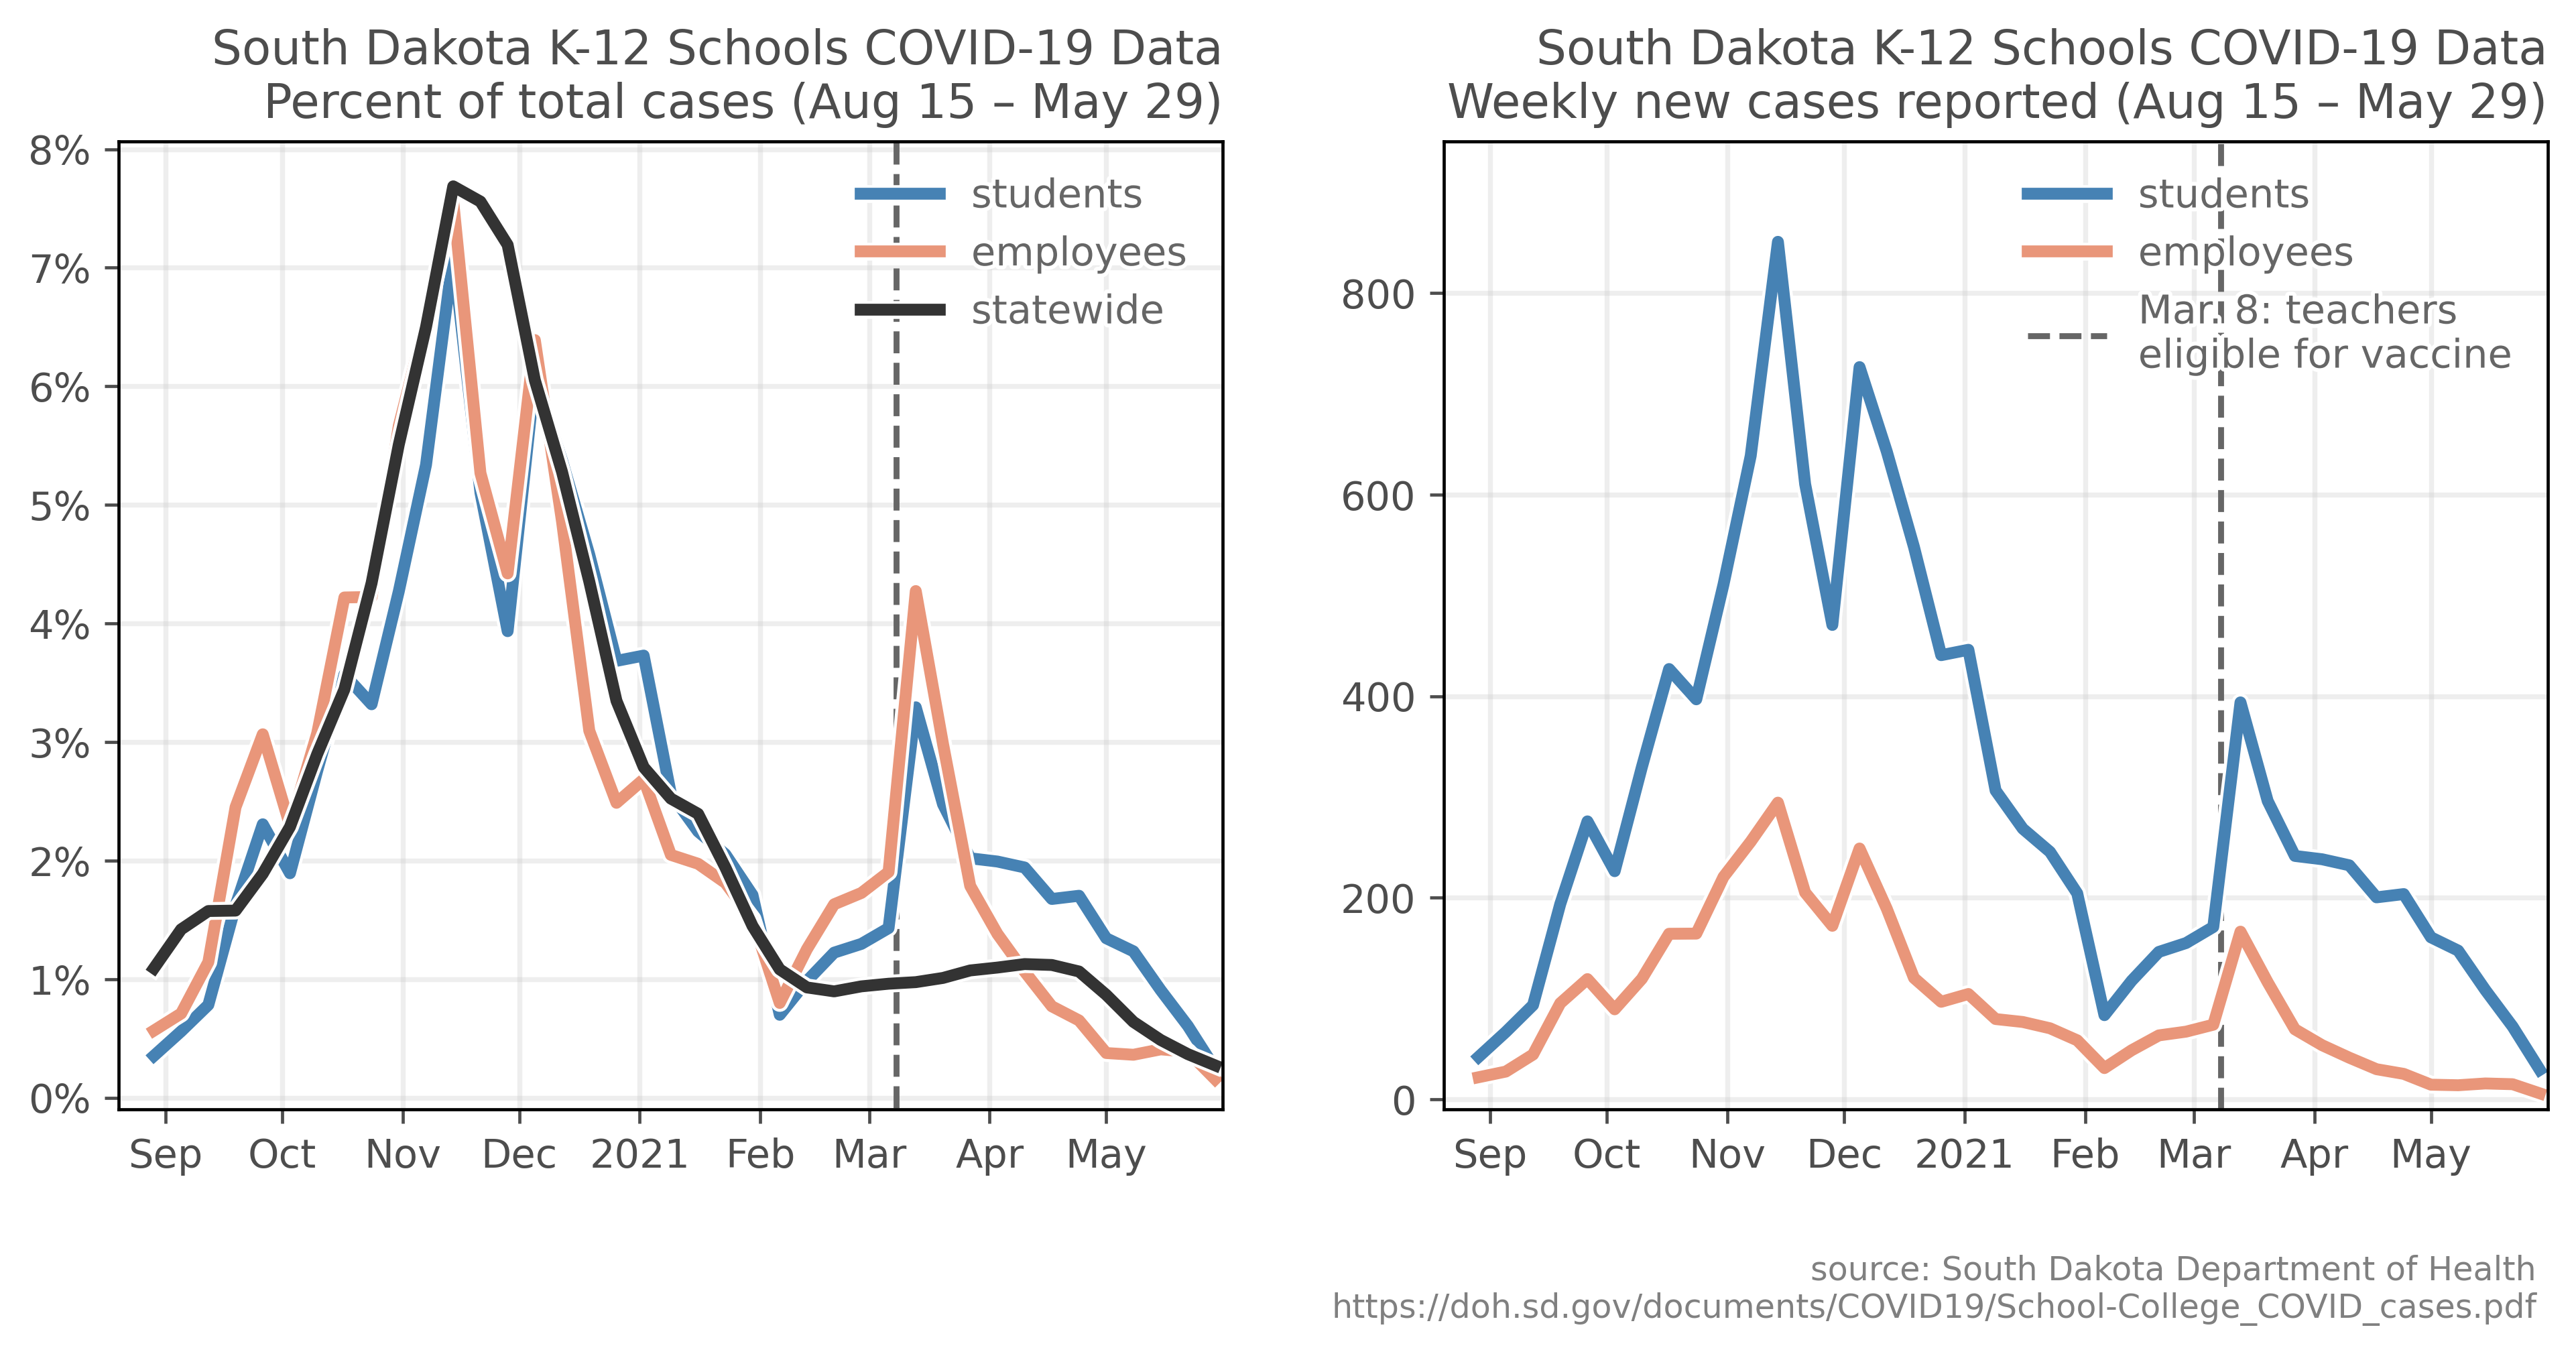 South Dakota K-12 Schools COVID-19 Data
Percent of total cases (Aug 15 – May 29)
8%
7%
6%
5%
4%
3%
2%
1%
0%
students
employees
statewide
Sep Oct Nov Dec 2021 Feb Mar Apr May
South Dakota K-12 Schools COVID-19 Data
Weekly new cases reported (Aug 15 – May 29)
800
600
400
200
0
students
employees
Mar. 8: teachers
eligible for vaccine
Sep Oct Nov Dec 2021 Feb Mar Apr May
source: South Dakota Department of Health
https://doh.sd.gov/documents/COVID19/School-College_COVID_cases.pdf